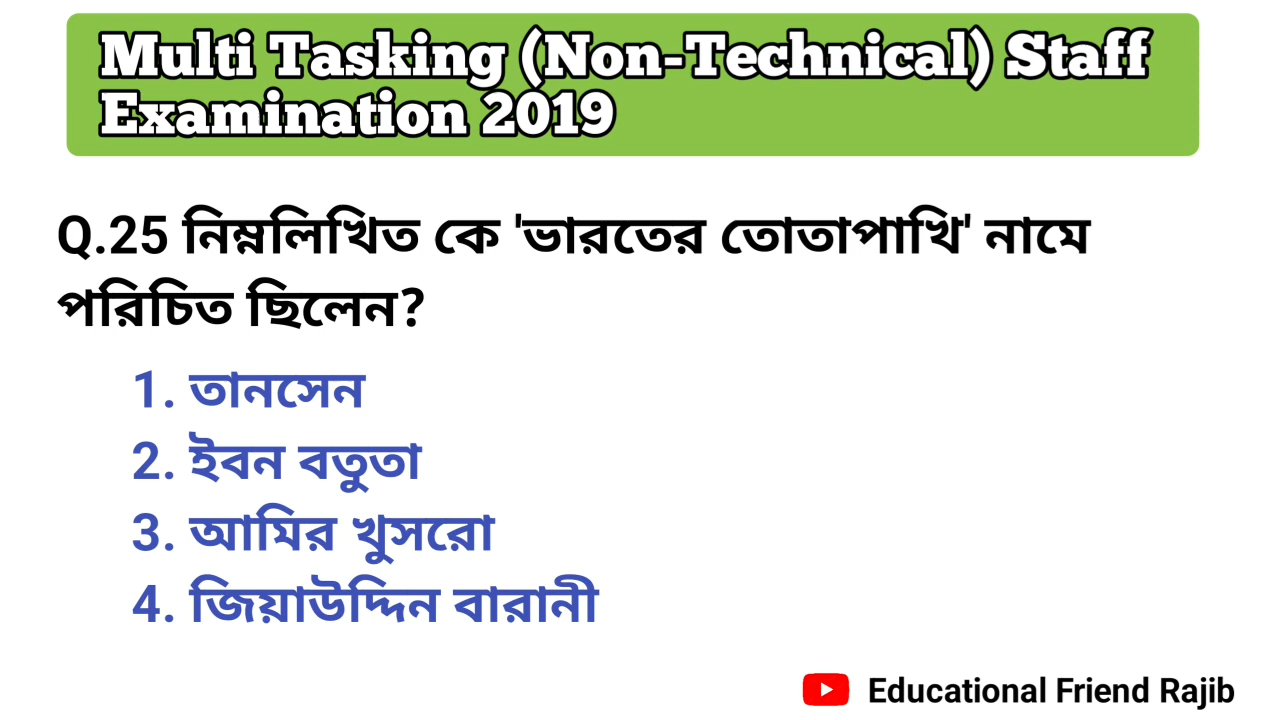 Multi Tasking (Non-Technical) Staff
Examination 2019
Q.25 নিম্নলিখিত কে 'ভারতের তোতাপাখি' নামে
পরিচিত ছিলেন?
1. তানসেন
2. ইবন বতুতা
3. আমির খুসরো
4. জিয়াউদ্দিন বারানী
Educational Friend Rajib